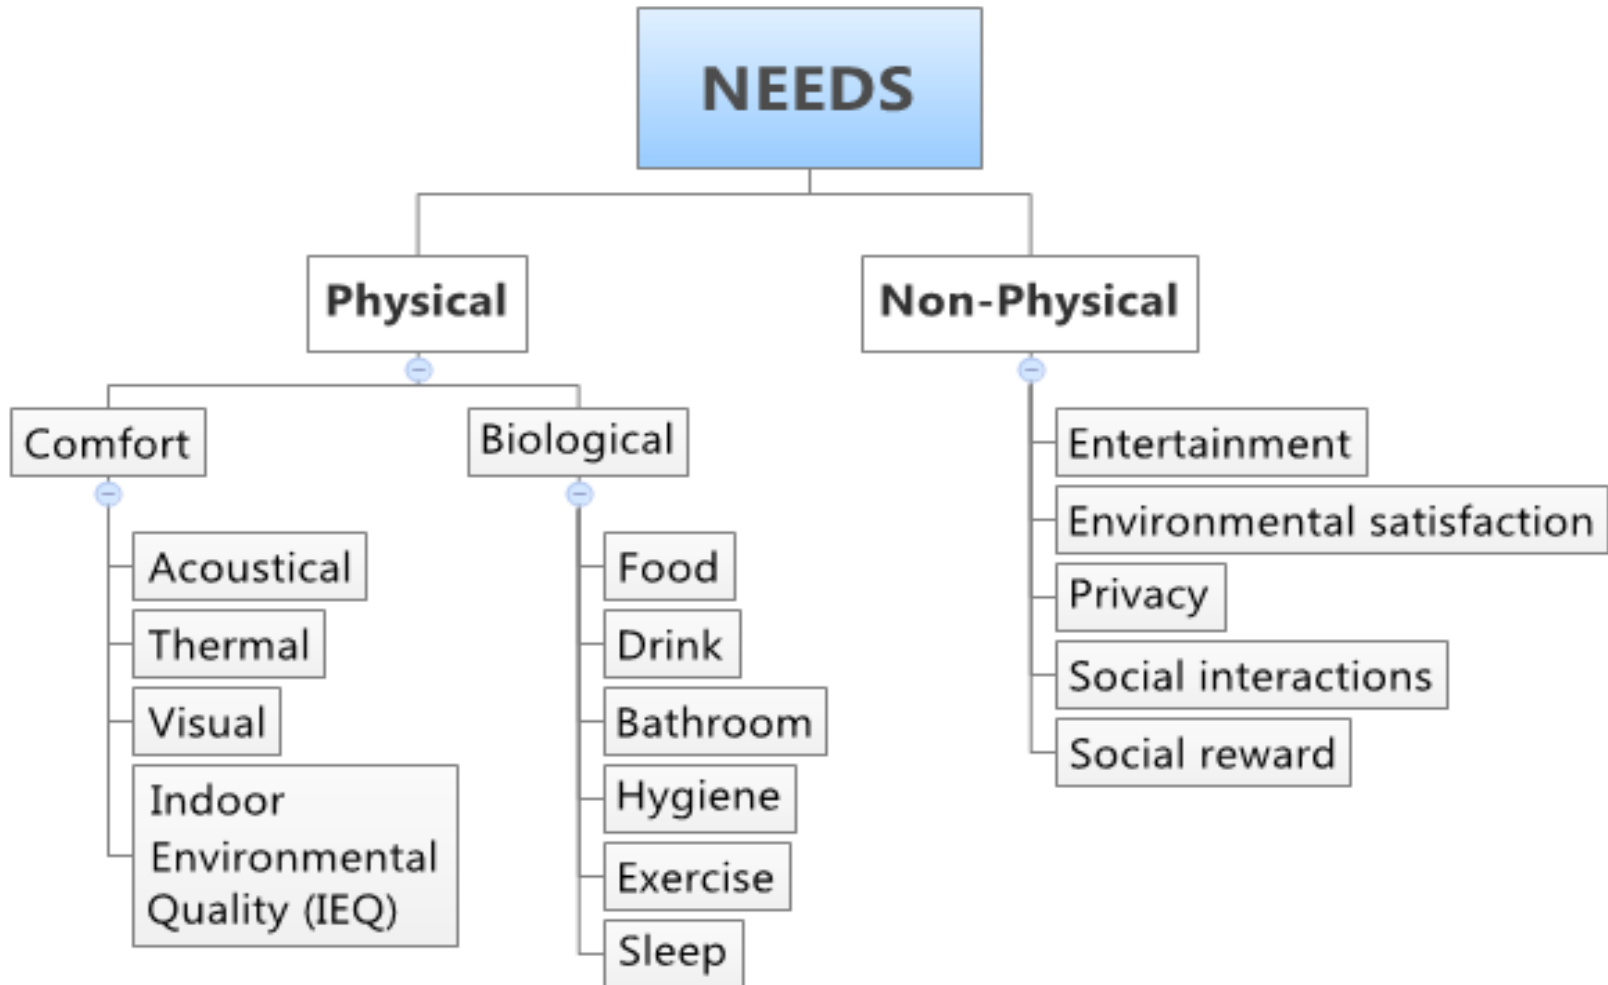 NEEDS
Physical
Non-Physical
Comfort
Biological
Acoustical
Thermal
Visual
Indoor
Environmental
Quality (IEQ)
Food
Drink
Bathroom
Hygiene
Exercise
Sleep
Entertainment
Environmental satisfaction
Privacy
Social interactions
Social reward